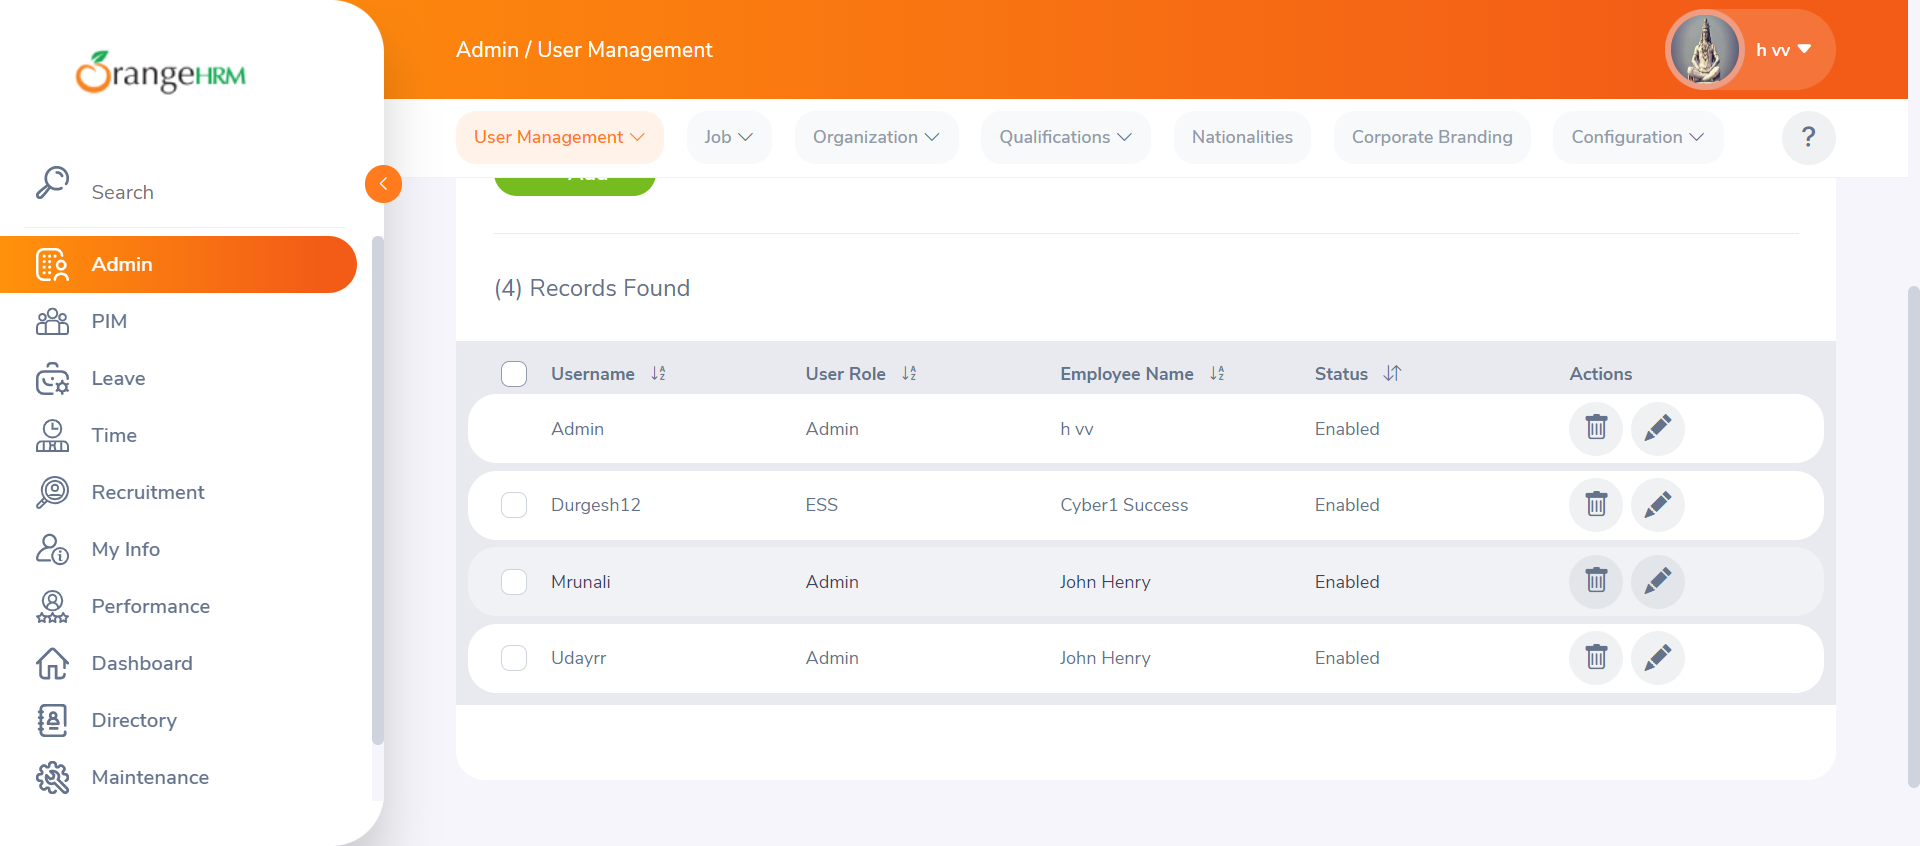 OrangeHRM
Admin / User Management
h vv
User Management
Job
Organization
Qualifications
Nationalities
Corporate Branding
Configuration
?
Search
Admin
PIM
Leave
Time
Recruitment
My Info
Performance
Dashboard
Directory
Maintenance
Add
(4) Records Found
Username User Role Employee Name Status Actions
Admin Admin h vv Enabled
Durgesh12 ESS Cyber1 Success Enabled
Mrunali Admin John Henry Enabled
Udayrr Admin John Henry Enabled